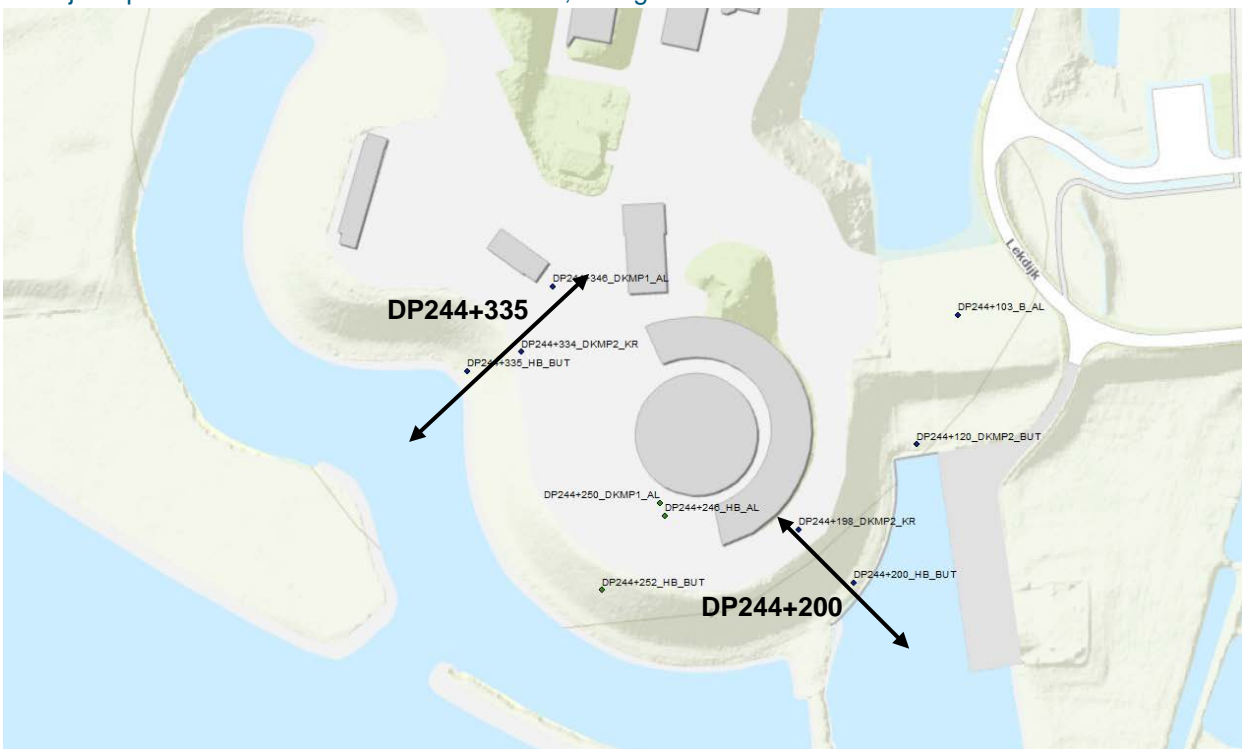 DP244+346_DKMP1_AL
DP244+335
DP244+334_DKMP2_KR
DP244+335_HB_BUT
Lekdijk
DP244+103_B_AL
DP244+120_DKMP2_BUT
DP244+250_DKMP1_AL
DP244+246_HB_AL
DP244+198_DKMP2_KR
DP244+252_HB_BUT
DP244+200_HB_BUT
DP244+200